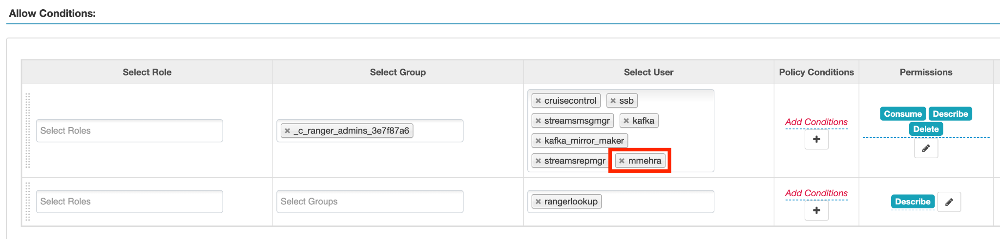 Allow Conditions:
Select Role Select Group Select User Policy Conditions Permissions
Select Roles
_c_ranger_admins_3e7f87a6
cruisecontrol ssb
streamsmsgmgr kafka
kafka_mirror_maker
streamsrepmgr mmehra
Add Conditions
Consume Describe
Delete
Select Roles
Select Groups
rangerlookup
Add Conditions
Describe